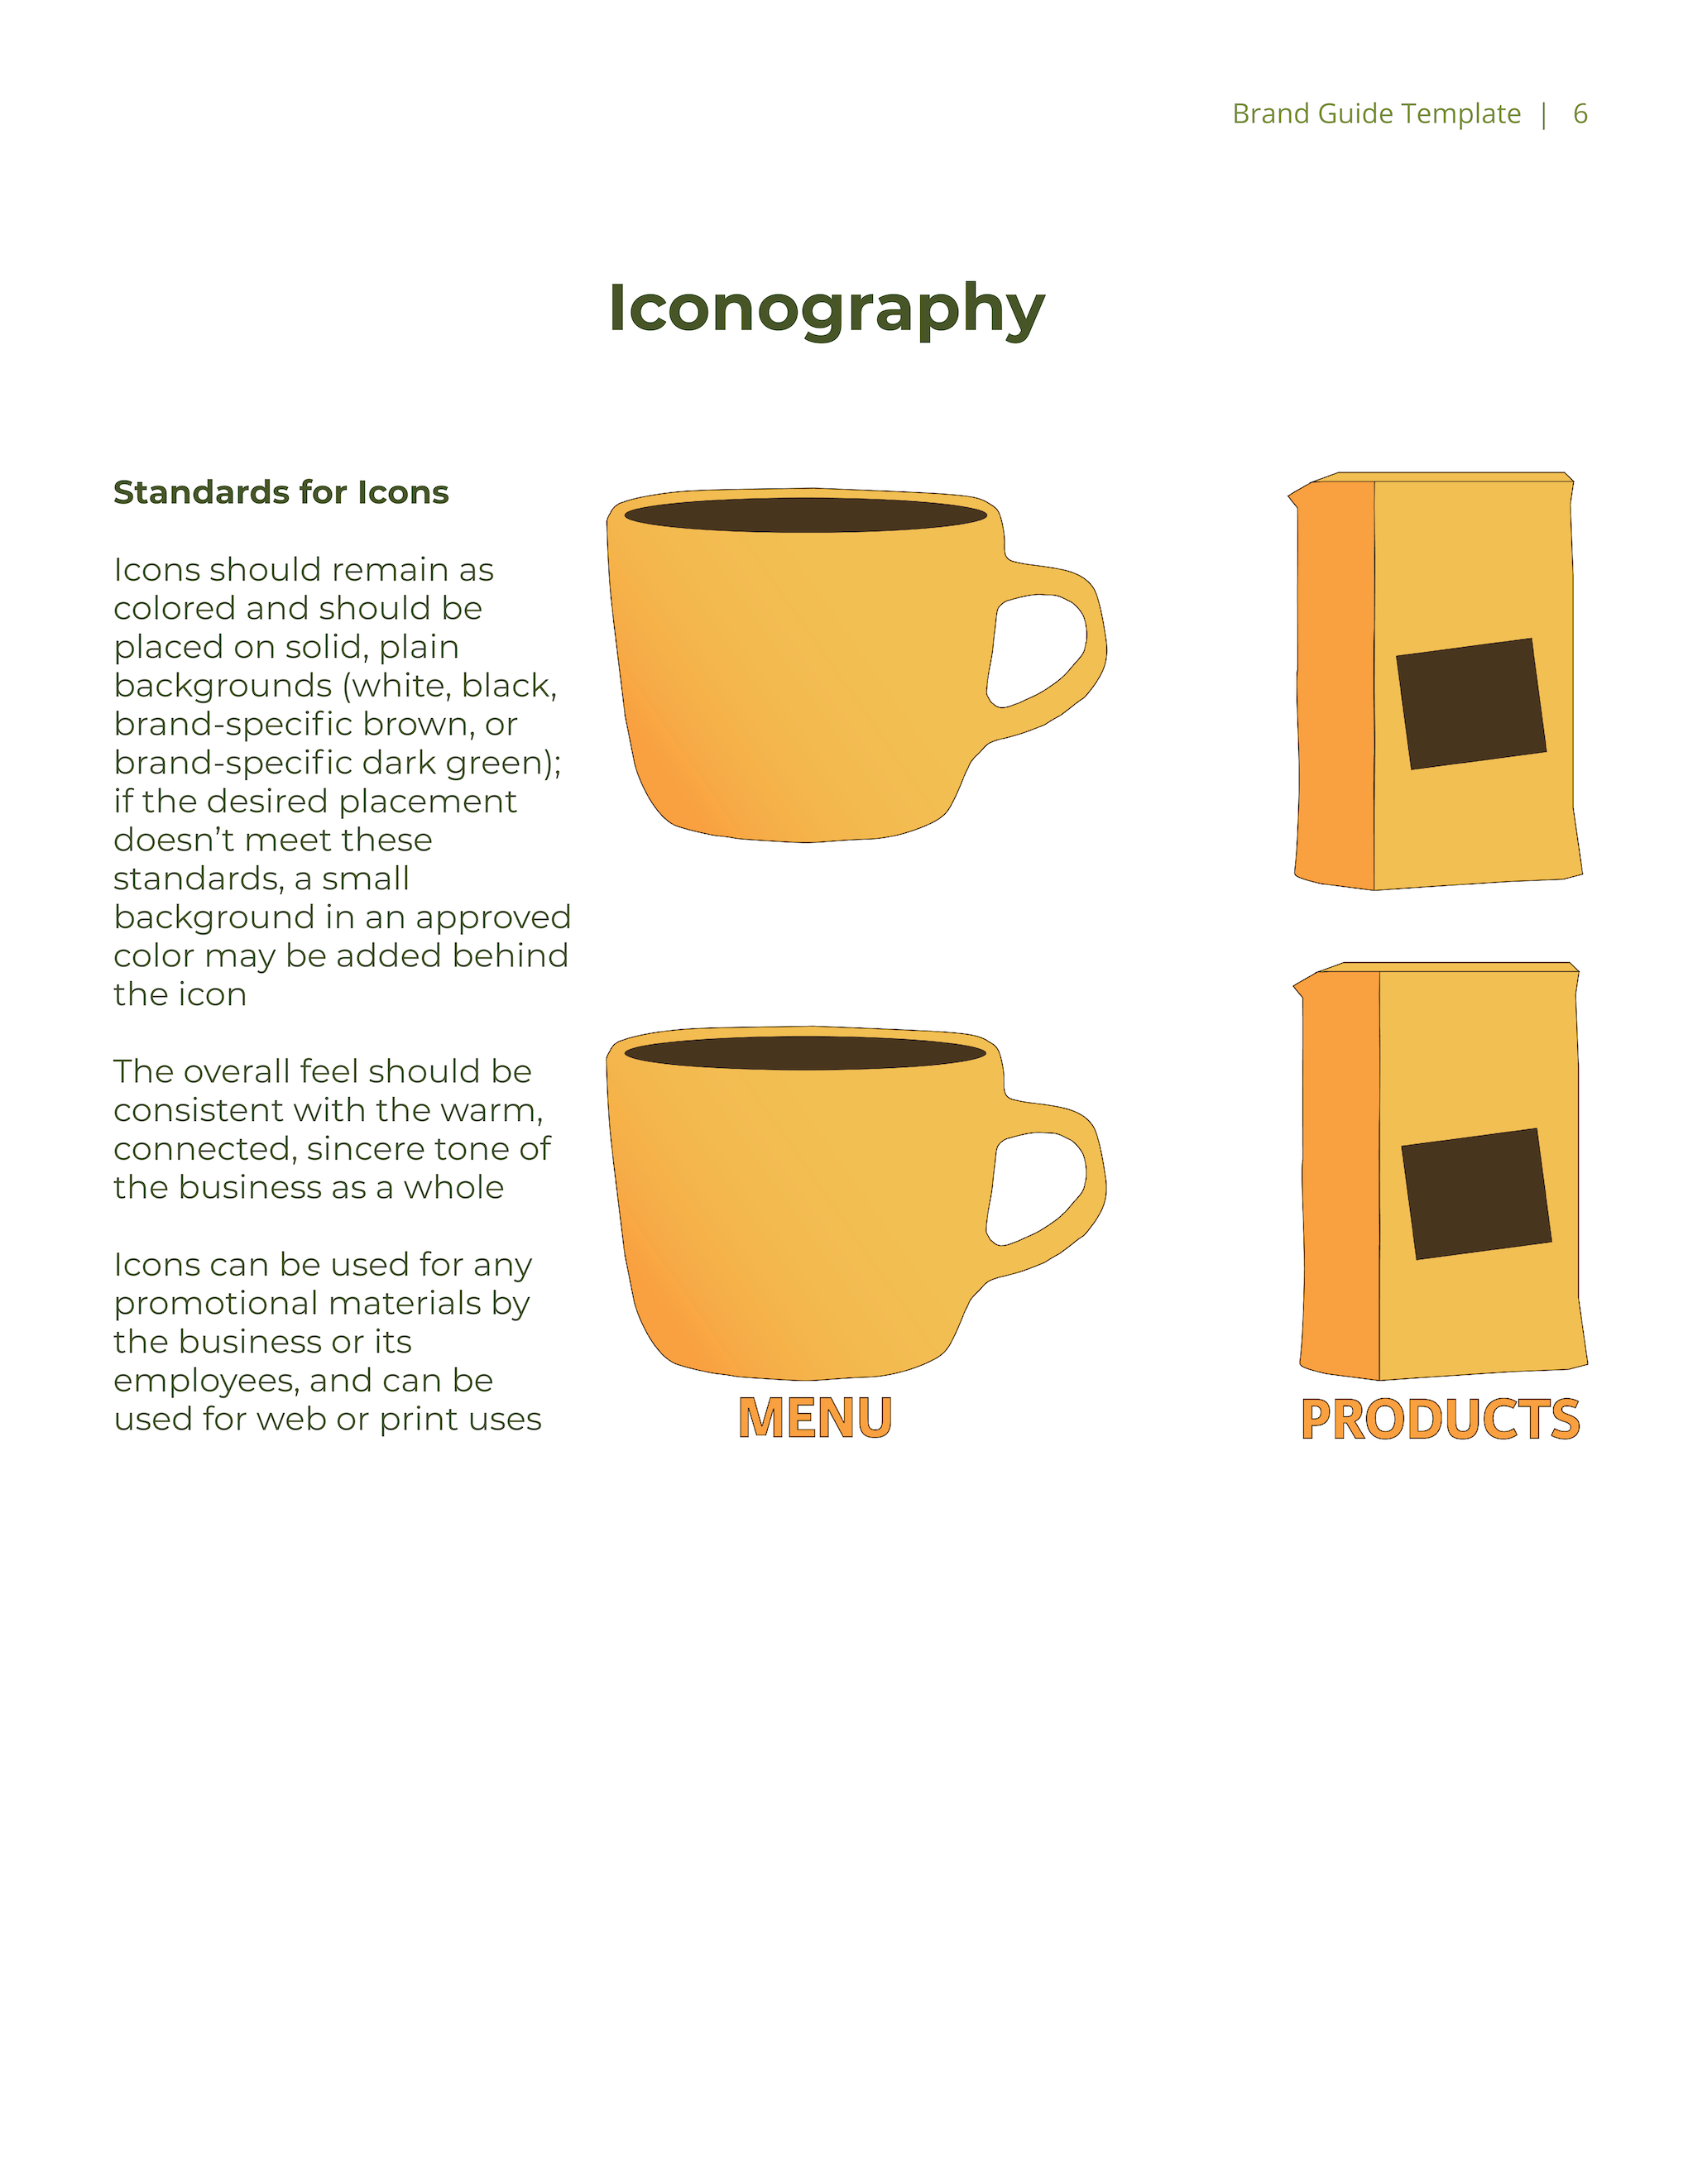 Brand Guide Template | 6
Iconography
Standards for Icons
Icons should remain as
colored and should be
placed on solid, plain
backgrounds (white, black,
brand-specific brown, or
brand-specific dark green);
if the desired placement
doesn’t meet these
standards, a small
background in an approved
color may be added behind
the icon
The overall feel should be
consistent with the warm,
connected, sincere tone of
the business as a whole
Icons can be used for any
promotional materials by
the business or its
employees, and can be
used for web or print uses
MENU
PRODUCTS